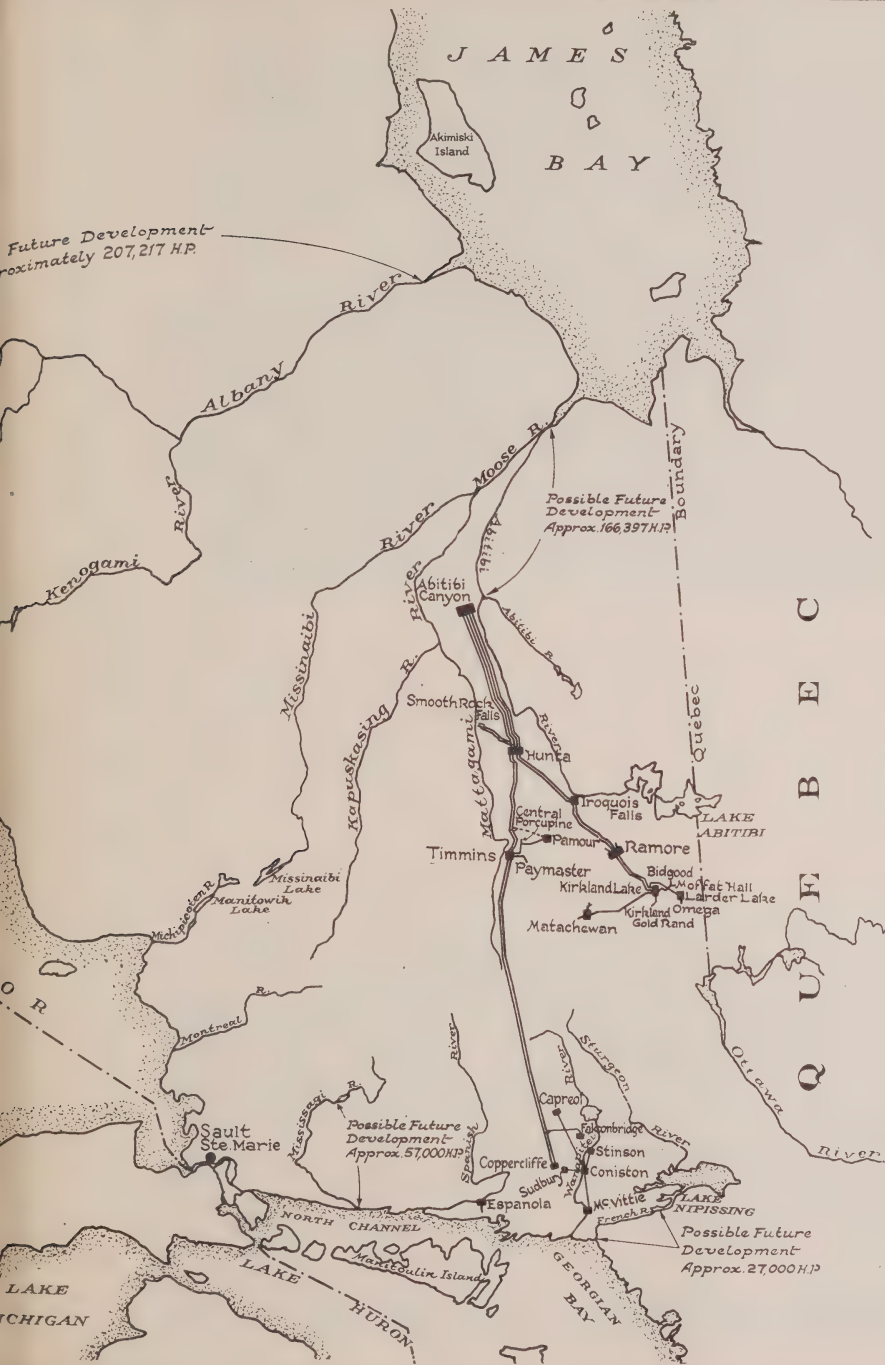 JAMES
BAY
Akimiski
Island
Future Development
roximately 207,217 H.P.
Albany River
River
Kenogami
Moose R.
River
Abitibi
Possible Future
Development
Approx. 166,397 H.P.
Boundary
Quebec
QUEBEC
Missinaibi
River
Abitibi
Canyon
Abitibi R.
Kapuskasing R.
Smooth Rock
Falls
Mattagami
River
Hunta
Iroquois
Falls
LAKE
ABITIBI
Central
Porcupine
Pamour
Timmins
Paymaster
Ramore
Bidgood
Moffat Hall
Kirkland Lake
Larder Lake
Omega
Kirkland
Gold Rand
Matachewan
Missinaibi
Lake
Manitowik
Lake
Michipicoten R.
OR
Montreal R.
River
Spanish
Mississagi R.
Possible Future
Development
Approx. 57,000 H.P.
Sault
Ste. Marie
Sturgeon
River
River
Wanapitei
Capreol
Falconbridge
Stinson
Coppercliffe
Sudbury
Coniston
McVittie
French R.
LAKE
NIPISSING
Ottawa
River
Espanola
NORTH
CHANNEL
Manitoulin Island
Possible Future
Development
Approx. 27,000 H.P
GEORGIAN
BAY
LAKE
HURON
LAKE
ICHIGAN